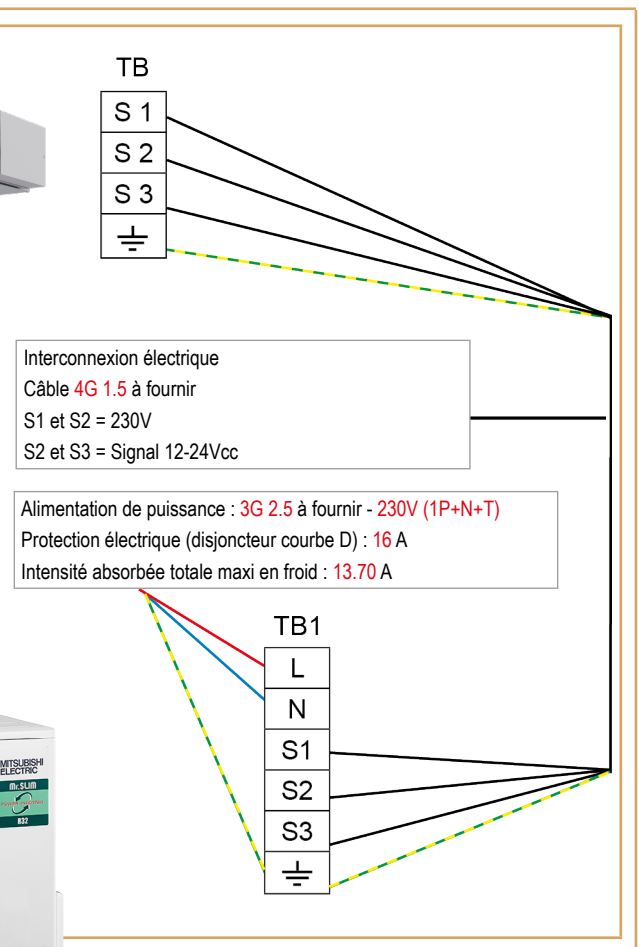 TB
S 1
S 2
S 3
Interconnexion électrique
Câble 4G 1.5 à fournir
S1 et S2 = 230V
S2 et S3 = Signal 12-24Vcc
Alimentation de puissance : 3G 2.5 à fournir - 230V (1P+N+T)
Protection électrique (disjoncteur courbe D) : 16 A
Intensité absorbée totale maxi en froid : 13.70 A
TB1
L
N
S1
S2
S3
MITSUBISHI
ELECTRIC
Mr.SLIM
R32